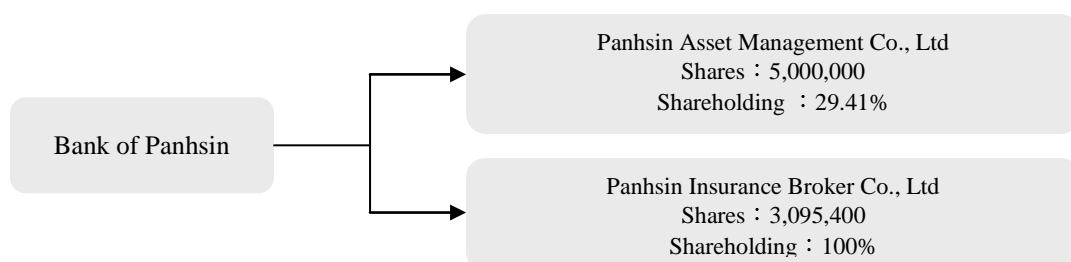 Bank of Panhsin
Panhsin Asset Management Co., Ltd
Shares：5,000,000
Shareholding ：29.41%
Panhsin Insurance Broker Co., Ltd
Shares：3,095,400
Shareholding：100%